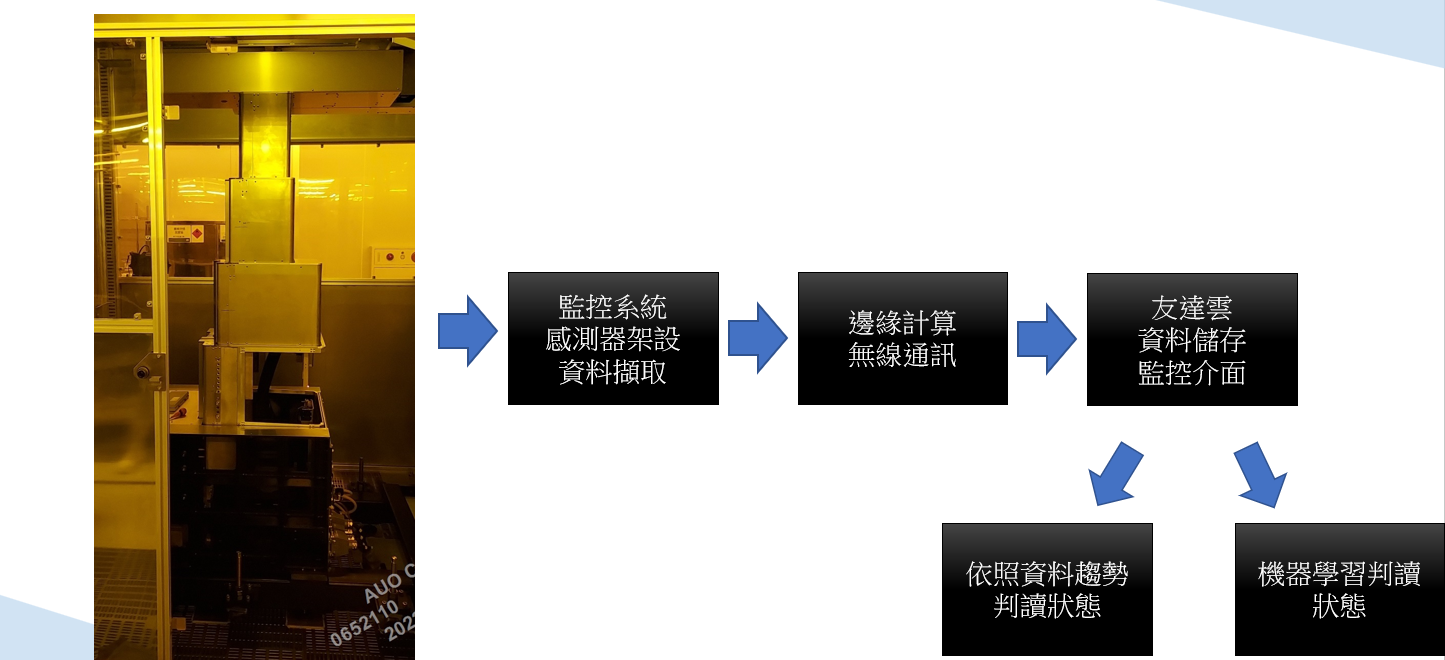 監控系統
感測器架設
資料擷取
邊緣計算
無線通訊
友達雲
資料儲存
監控介面
依照資料趨勢
判讀狀態
機器學習判讀
狀態
AUO C
0652110
202